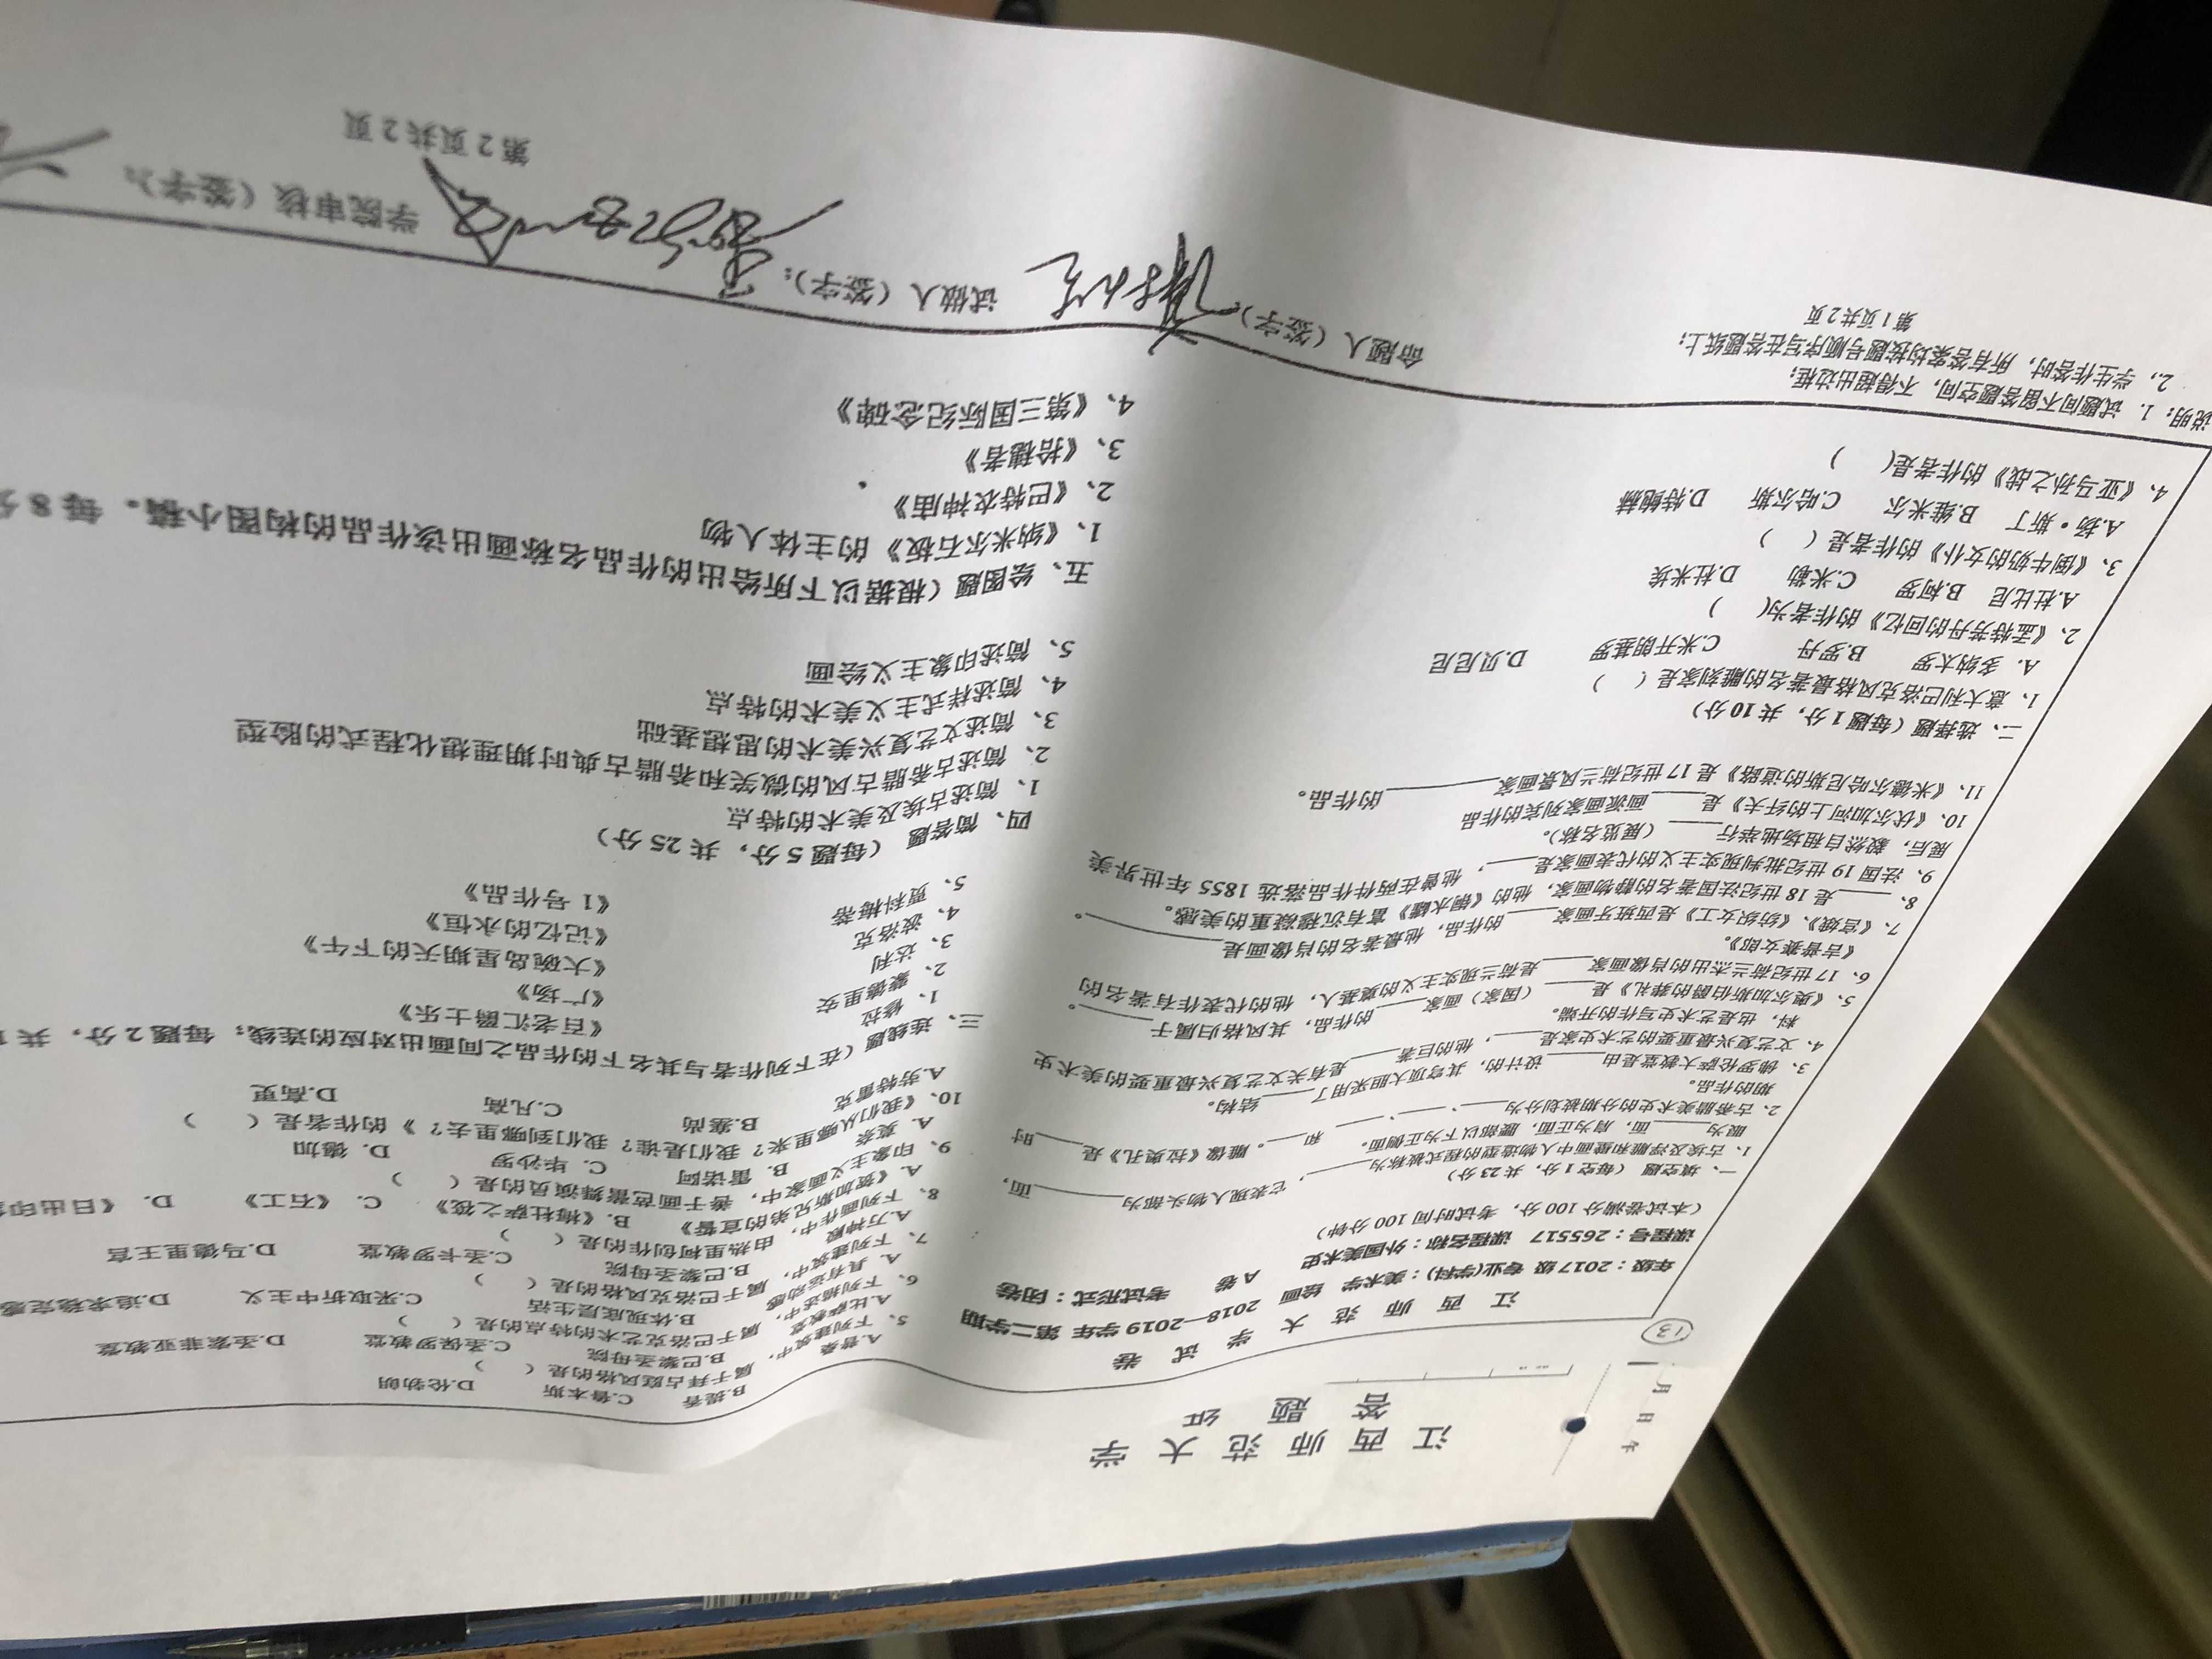 年
日
月
江西师范大学
答题纸
13
江西师范大学试卷
2018—2019学年 第二学期
年级：2017级 专业(学科)：美术学 绘画
考试形式：闭卷
课程号：265517 课程名称：外国美术史 A卷
（本试卷满分100分，考试时间100分钟）
一、填空题 （每空1分，共23分）
1、古埃及浮雕和壁画中人物造型的程式被称为______，它表现人物头部为______面，
眼为______面，肩为正面，腰部以下为正侧面。
2、古希腊美术史的分期被划分为____、____、____ 和____。雕像《拉奥孔》是____时
期的作品。
3、佛罗伦萨大教堂是由_____设计的，其穹顶大胆采用了_____结构。
4、文艺复兴最重要的艺术史家是____，他的巨著____是有关文艺复兴最重要的美术史
料，也是艺术史写作的开端。
5、《奥尔加斯伯爵的葬礼》是____（国家）画家____的作品，其风格归属于______。
6、17世纪荷兰杰出的肖像画家____是荷兰现实主义的奠基人，他的代表作有著名的
《吉普赛女郎》。
7、《宫娥》、《纺织女工》是西班牙画家____的作品，他最著名的肖像画是__________。
8、____是18世纪法国著名的静物画家，他的《铜水罐》富有沉穆凝重的美感。
9、法国19世纪批判现实主义的代表画家是____，他曾在两件作品落选1855年世界美
展后，毅然自租场地举行____（展览名称）。
10、《伏尔加河上的纤夫》是____画派画家列宾的作品
11、《米德尔哈尼斯的道路》是17世纪荷兰风景画家_________的作品。
二、选择题（每题1分，共10分）
1、意大利巴洛克风格最著名的雕刻家是（ ）
A. 多纳太罗 B.罗丹 C.米开朗基罗 D.贝尼尼
2、《孟特芳丹的回忆》的作者为( )
A.杜比尼 B.柯罗 C.米勒 D.杜米埃
3、《倒牛奶的女仆》的作者是（ ）
A.扬·斯丁 B.维米尔 C.哈尔斯 D.特鲍赫
4、《亚马孙之战》的作者是( )
说明：1. 试题间不留答题空间，不得超出边框；
2.，学生作答时，所有答案均按题号顺序写在答题纸上；
第1页共2页
A.普桑 B.提香 C.鲁本斯 D.伦勃朗
5、下列建筑中，属于拜占庭风格的是（ ）
A.比萨教堂 B.巴黎圣母院 C.圣保罗教堂 D.圣索菲亚教堂
6、下列描述中，属于巴洛克艺术的特点的是（ ）
A. 具有运动感 B.体现底层生活 C.采取折中主义 D.追求稳定感
7、下列建筑中，属于巴洛克风格的是（ ）
A.万神殿 B.巴黎圣母院 C.圣卡罗教堂 D.马德里王宫
8、下列画作中，由热里柯创作的是（ ）
A.《贺加斯兄弟的宣誓》 B.《梅杜萨之筏》 C. 《石工》 D. 《日出印
9、印象主义画家中，善于画芭蕾舞演员的是（ ）
A. 莫奈 B. 雷诺阿 C. 毕沙罗 D. 德加
10、《我们从哪里来？我们是谁？我们到哪里去？》的作者是（ ）
A.劳特雷克 B.塞尚 C.凡高 D.高更
三、连线题（在下列作者与其名下的作品之间画出对应的连线；每题2分，共1
1、修拉 《百老汇爵士乐》
2、蒙德里安 《广场》
3、达利 《大碗岛星期天的下午》
4、波洛克 《记忆的永恒》
5、贾科梅蒂 《1号作品》
四、简答题 （每题5分，共25分）
1、简述古埃及美术的特点
2、简述古希腊古风的微笑和希腊古典时期理想化程式的脸型
3、简述文艺复兴美术的思想基础
4、简述样式主义美术的特点
5、简述印象主义绘画
五、绘图题（根据以下所给出的作品名称画出该作品的构图小稿。每8分
1、《纳米尔石板》的主体人物
2、《巴特农神庙》
3、《拾穗者》
4、《第三国际纪念碑》
命题人（签字）： 试做人（签字）： 学院审核（签字）：
第2页共2页